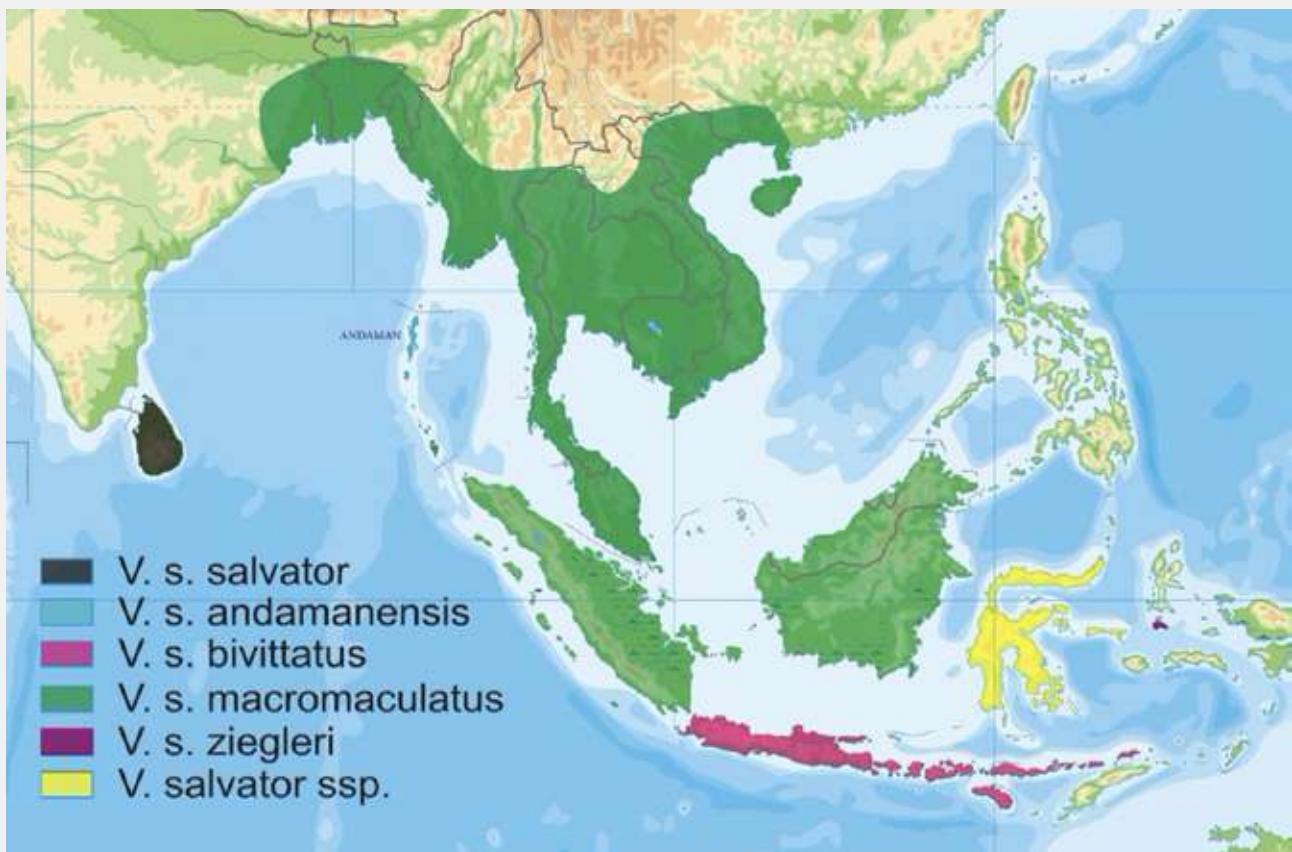 ANDAMAN
V. s. salvator
V. s. andamanensis
V. s. bivittatus
V. s. macromaculatus
V. s. ziegleri
V. salvator ssp.